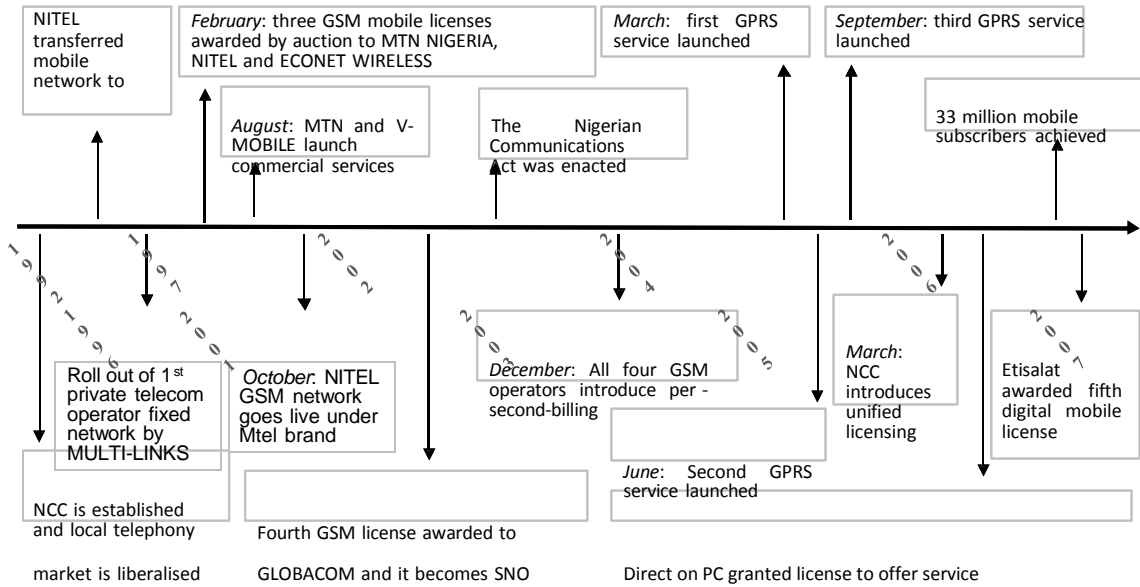 NITEL
transferred
mobile
network to
February: three GSM mobile licenses
awarded by auction to MTN NIGERIA,
NITEL and ECONET WIRELESS
March: first GPRS
service launched
September: third GPRS service
launched
August: MTN and V-
MOBILE launch
commercial services
The Nigerian
Communications
Act was enacted
33 million mobile
subscribers achieved
1992
1996
1997
2001
2002
2003
2004
2005
2006
2007
Roll out of 1st
private telecom
operator fixed
network by
MULTI-LINKS
October: NITEL
GSM network
goes live under
Mtel brand
December: All four GSM
operators introduce per -
second-billing
March:
NCC
introduces
unified
licensing
Etisalat
awarded fifth
digital mobile
license
June: Second GPRS
service launched
NCC is established
and local telephony
market is liberalised
Fourth GSM license awarded to
GLOBACOM and it becomes SNO
Direct on PC granted license to offer service